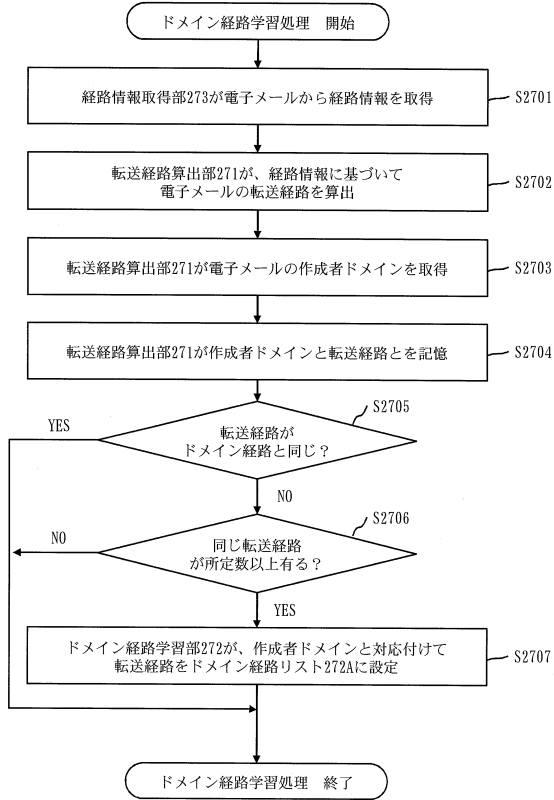 ドメイン経路学習処理 開始
経路情報取得部273が電子メールから経路情報を取得
S2701
転送経路算出部271が、経路情報に基づいて
電子メールの転送経路を算出
S2702
転送経路算出部271が電子メールの作成者ドメインを取得
S2703
転送経路算出部271が作成者ドメインと転送経路とを記憶
S2704
S2705
YES
転送経路が
ドメイン経路と同じ？
NO
S2706
NO
同じ転送経路
が所定数以上有る？
YES
ドメイン経路学習部272が、作成者ドメインと対応付けて
転送経路をドメイン経路リスト272Aに設定
S2707
ドメイン経路学習処理 終了